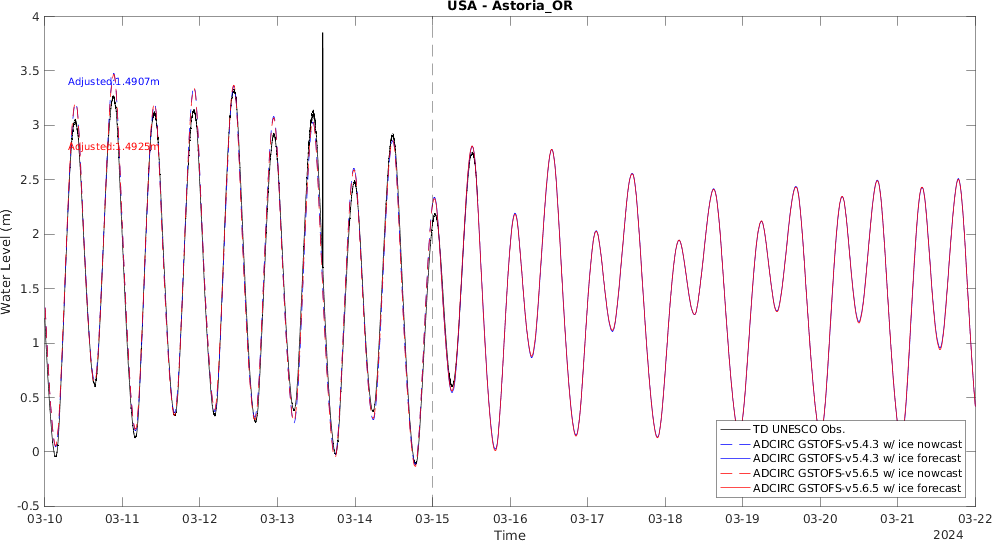 USA - Astoria_OR
4
3.5
3
2.5
2
1.5
1
0.5
0
-0.5
Water Level (m)
Adjusted:1.4907m
Adjusted:1.4925m
TD UNESCO Obs.
ADCIRC GSTOFS-v5.4.3 w/ ice nowcast
ADCIRC GSTOFS-v5.4.3 w/ ice forecast
ADCIRC GSTOFS-v5.6.5 w/ ice nowcast
ADCIRC GSTOFS-v5.6.5 w/ ice forecast
03-10 03-11 03-12 03-13 03-14 03-15 03-16 03-17 03-18 03-19 03-20 03-21 03-22
Time
2024